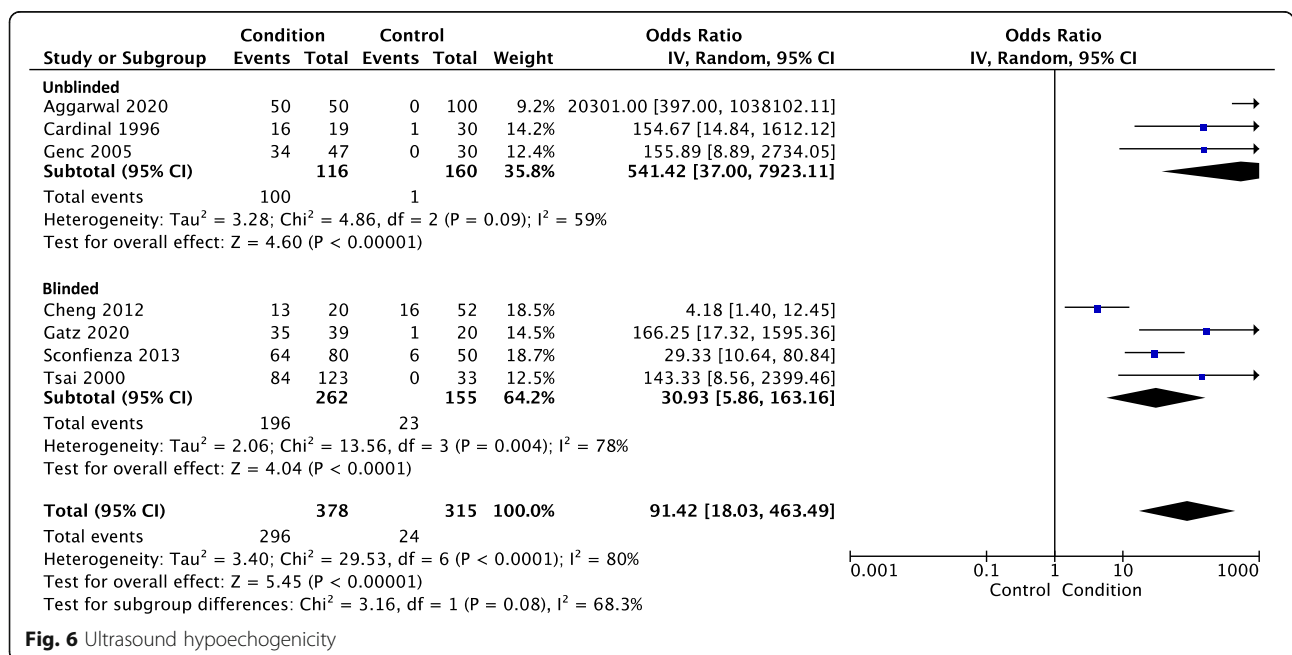 Condition Control Odds Ratio Odds Ratio
Study or Subgroup Events Total Events Total Weight IV, Random, 95% CI IV, Random, 95% CI
Unblinded
Aggarwal 2020 50 50 0 100 9.2% 20301.00 [397.00, 1038102.11]
Cardinal 1996 16 19 1 30 14.2% 154.67 [14.84, 1612.12]
Genc 2005 34 47 0 30 12.4% 155.89 [8.89, 2734.05]
Subtotal (95% CI) 116 160 35.8% 541.42 [37.00, 7923.11]
Total events 100 1
Heterogeneity: Tau² = 3.28; Chi² = 4.86, df = 2 (P = 0.09); I² = 59%
Test for overall effect: Z = 4.60 (P < 0.00001)
Blinded
Cheng 2012 13 20 16 52 18.5% 4.18 [1.40, 12.45]
Gatz 2020 35 39 1 20 14.5% 166.25 [17.32, 1595.36]
Sconfienza 2013 64 80 6 50 18.7% 29.33 [10.64, 80.84]
Tsai 2000 84 123 0 33 12.5% 143.33 [8.56, 2399.46]
Subtotal (95% CI) 262 155 64.2% 30.93 [5.86, 163.16]
Total events 196 23
Heterogeneity: Tau² = 2.06; Chi² = 13.56, df = 3 (P = 0.004); I² = 78%
Test for overall effect: Z = 4.04 (P < 0.0001)
Total (95% CI) 378 315 100.0% 91.42 [18.03, 463.49]
Total events 296 24
Heterogeneity: Tau² = 3.40; Chi² = 29.53, df = 6 (P < 0.0001); I² = 80%
Test for overall effect: Z = 5.45 (P < 0.00001)
Test for subgroup differences: Chi² = 3.16, df = 1 (P = 0.08), I² = 68.3%
0.001 0.1 1 10 1000
Control Condition
Fig. 6 Ultrasound hypoechogenicity